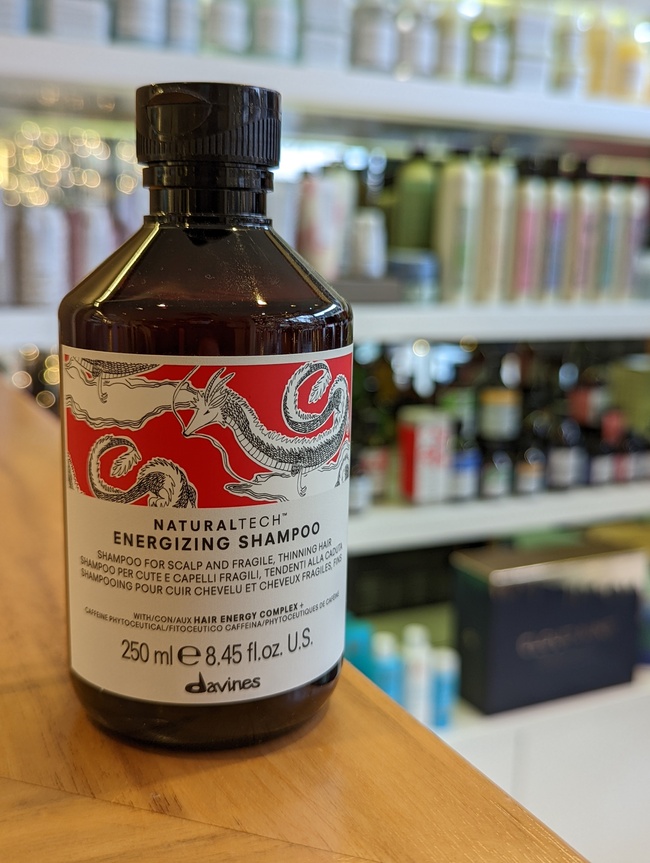 NATURALTECH™
ENERGIZING SHAMPOO
SHAMPOO FOR SCALP AND FRAGILE, THINNING HAIR
SHAMPOO PER CUTE E CAPELLI FRAGILI, TENDENTI ALLA CADUTA
SHAMPOOING POUR CUIR CHEVELU ET CHEVEUX FRAGILES, FINS
WITH/CON/AUX HAIR ENERGY COMPLEX +
CAFFEINE PHYTOCEUTICAL/FITOCEUTICO CAFFEINA/PHYTOCEUTIQUES DE CAFÉINE
250 ml ℮ 8.45 fl.oz. U.S.
davines